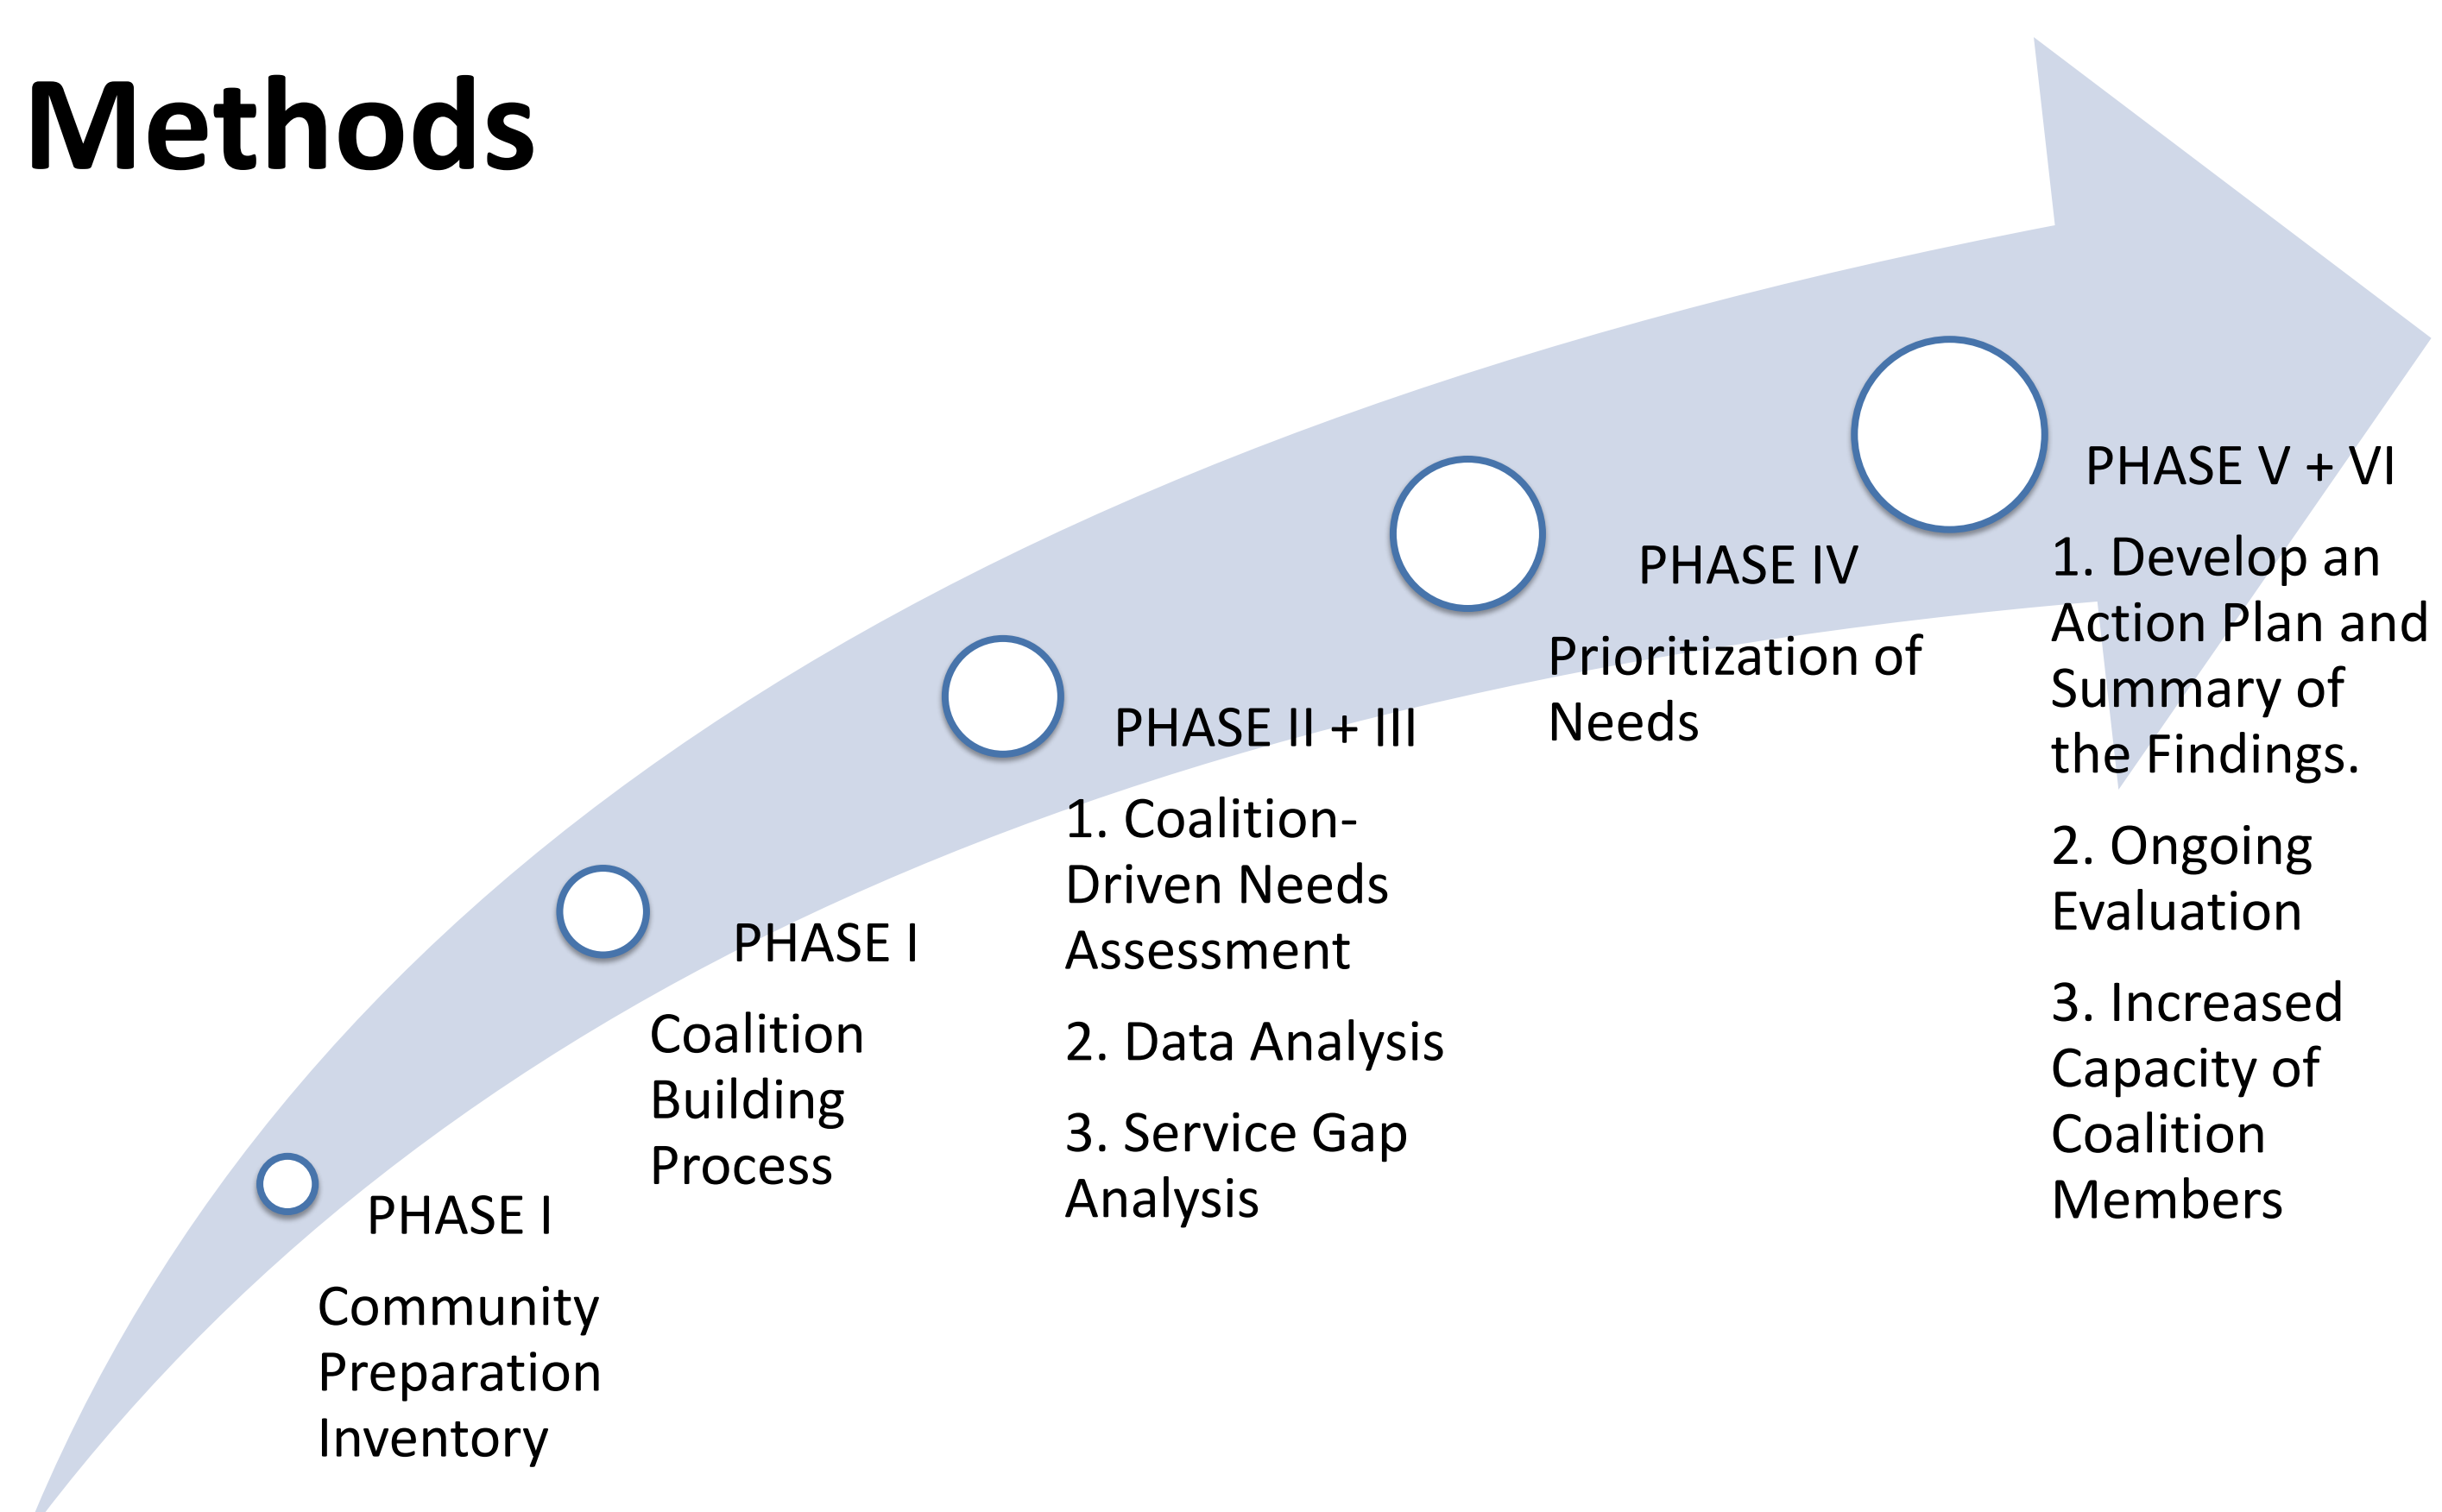 Methods
PHASE I
Community
Preparation
Inventory
PHASE I
Coalition
Building
Process
PHASE II + III
1. Coalition-
Driven Needs
Assessment
2. Data Analysis
3. Service Gap
Analysis
PHASE IV
Prioritization of
Needs
PHASE V + VI
1. Develop an
Action Plan and
Summary of
the Findings.
2. Ongoing
Evaluation
3. Increased
Capacity of
Coalition
Members